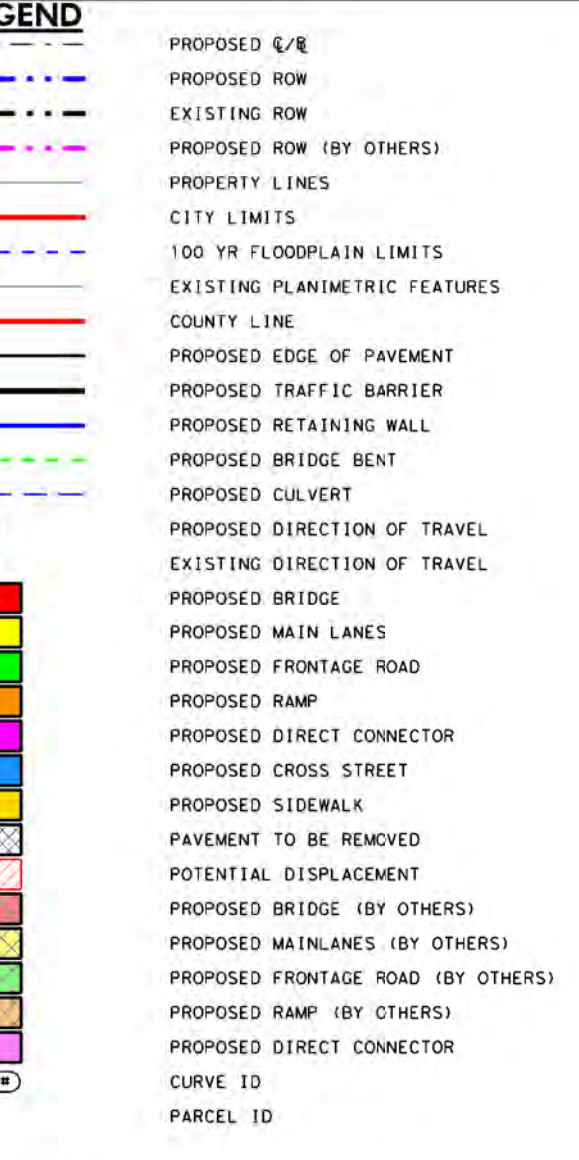 GEND
PROPOSED ℄/B
PROPOSED ROW
EXISTING ROW
PROPOSED ROW (BY OTHERS)
PROPERTY LINES
CITY LIMITS
100 YR FLOODPLAIN LIMITS
EXISTING PLANIMETRIC FEATURES
COUNTY LINE
PROPOSED EDGE OF PAVEMENT
PROPOSED TRAFFIC BARRIER
PROPOSED RETAINING WALL
PROPOSED BRIDGE BENT
PROPOSED CULVERT
PROPOSED DIRECTION OF TRAVEL
EXISTING DIRECTION OF TRAVEL
PROPOSED BRIDGE
PROPOSED MAIN LANES
PROPOSED FRONTAGE ROAD
PROPOSED RAMP
PROPOSED DIRECT CONNECTOR
PROPOSED CROSS STREET
PROPOSED SIDEWALK
PAVEMENT TO BE REMOVED
POTENTIAL DISPLACEMENT
PROPOSED BRIDGE (BY OTHERS)
PROPOSED MAINLANES (BY OTHERS)
PROPOSED FRONTAGE ROAD (BY OTHERS)
PROPOSED RAMP (BY OTHERS)
PROPOSED DIRECT CONNECTOR
# CURVE ID
PARCEL ID